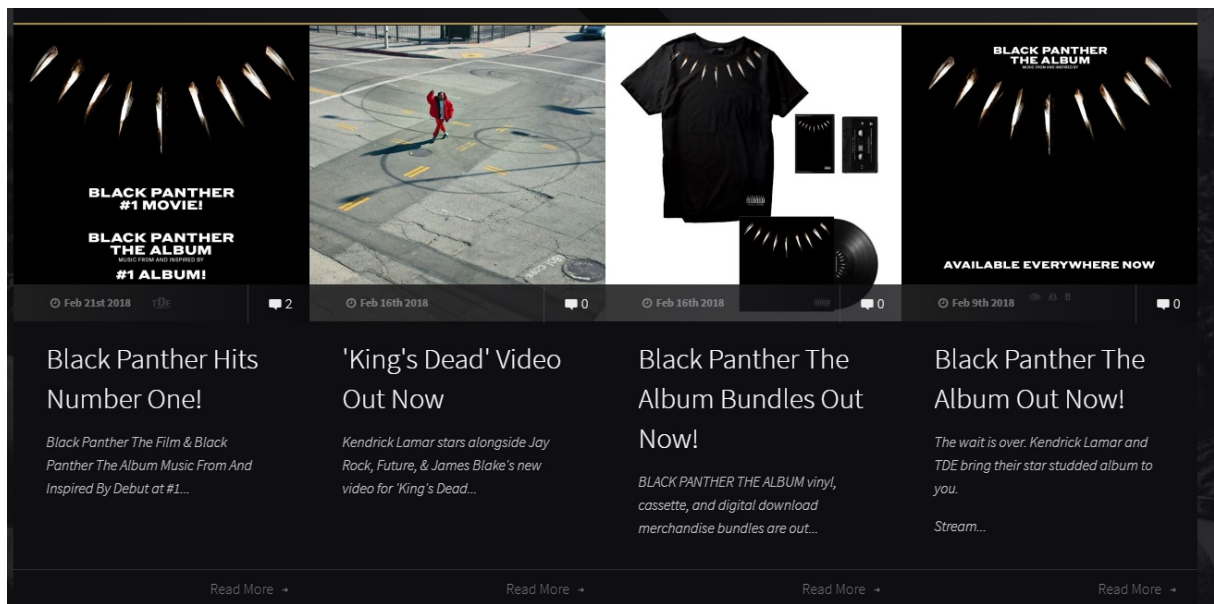 BLACK PANTHER
#1 MOVIE!
BLACK PANTHER
THE ALBUM
MUSIC FROM AND INSPIRED BY
#1 ALBUM!
Feb 21st 2018
TDE
2
Black Panther Hits
Number One!
Black Panther The Film & Black
Panther The Album Music From And
Inspired By Debut at #1...
Read More
Feb 16th 2018
0
'King's Dead' Video
Out Now
Kendrick Lamar stars alongside Jay
Rock, Future, & James Blake's new
video for 'King's Dead...
Read More
Feb 16th 2018
0
Black Panther The
Album Bundles Out
Now!
BLACK PANTHER THE ALBUM vinyl,
cassette, and digital download
merchandise bundles are out...
Read More
BLACK PANTHER
THE ALBUM
MUSIC FROM AND INSPIRED BY
AVAILABLE EVERYWHERE NOW
Feb 9th 2018
0
Black Panther The
Album Out Now!
The wait is over. Kendrick Lamar and
TDE bring their star studded album to
you.
Stream...
Read More